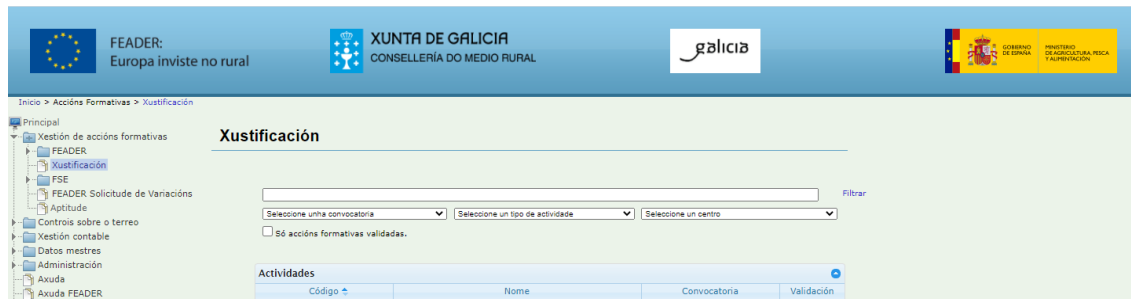 FEADER:
Europa inviste no rural
XUNTA DE GALICIA
CONSELLERÍA DO MEDIO RURAL
galicia
GOBIERNO
DE ESPAÑA
MINISTERIO
DE AGRICULTURA, PESCA
Y ALIMENTACIÓN
Inicio > Accións Formativas > Xustificación
Principal
Xestión de accións formativas
FEADER
Xustificación
FSE
FEADER Solicitude de Variacións
Aptitude
Controis sobre o terreo
Xestión contable
Datos mestres
Administración
Axuda
Axuda FEADER
Xustificación
Filtrar
Seleccione unha convocatoria
Seleccione un tipo de actividade
Seleccione un centro
Só accións formativas validadas.
Actividades
Código Nome Convocatoria Validación